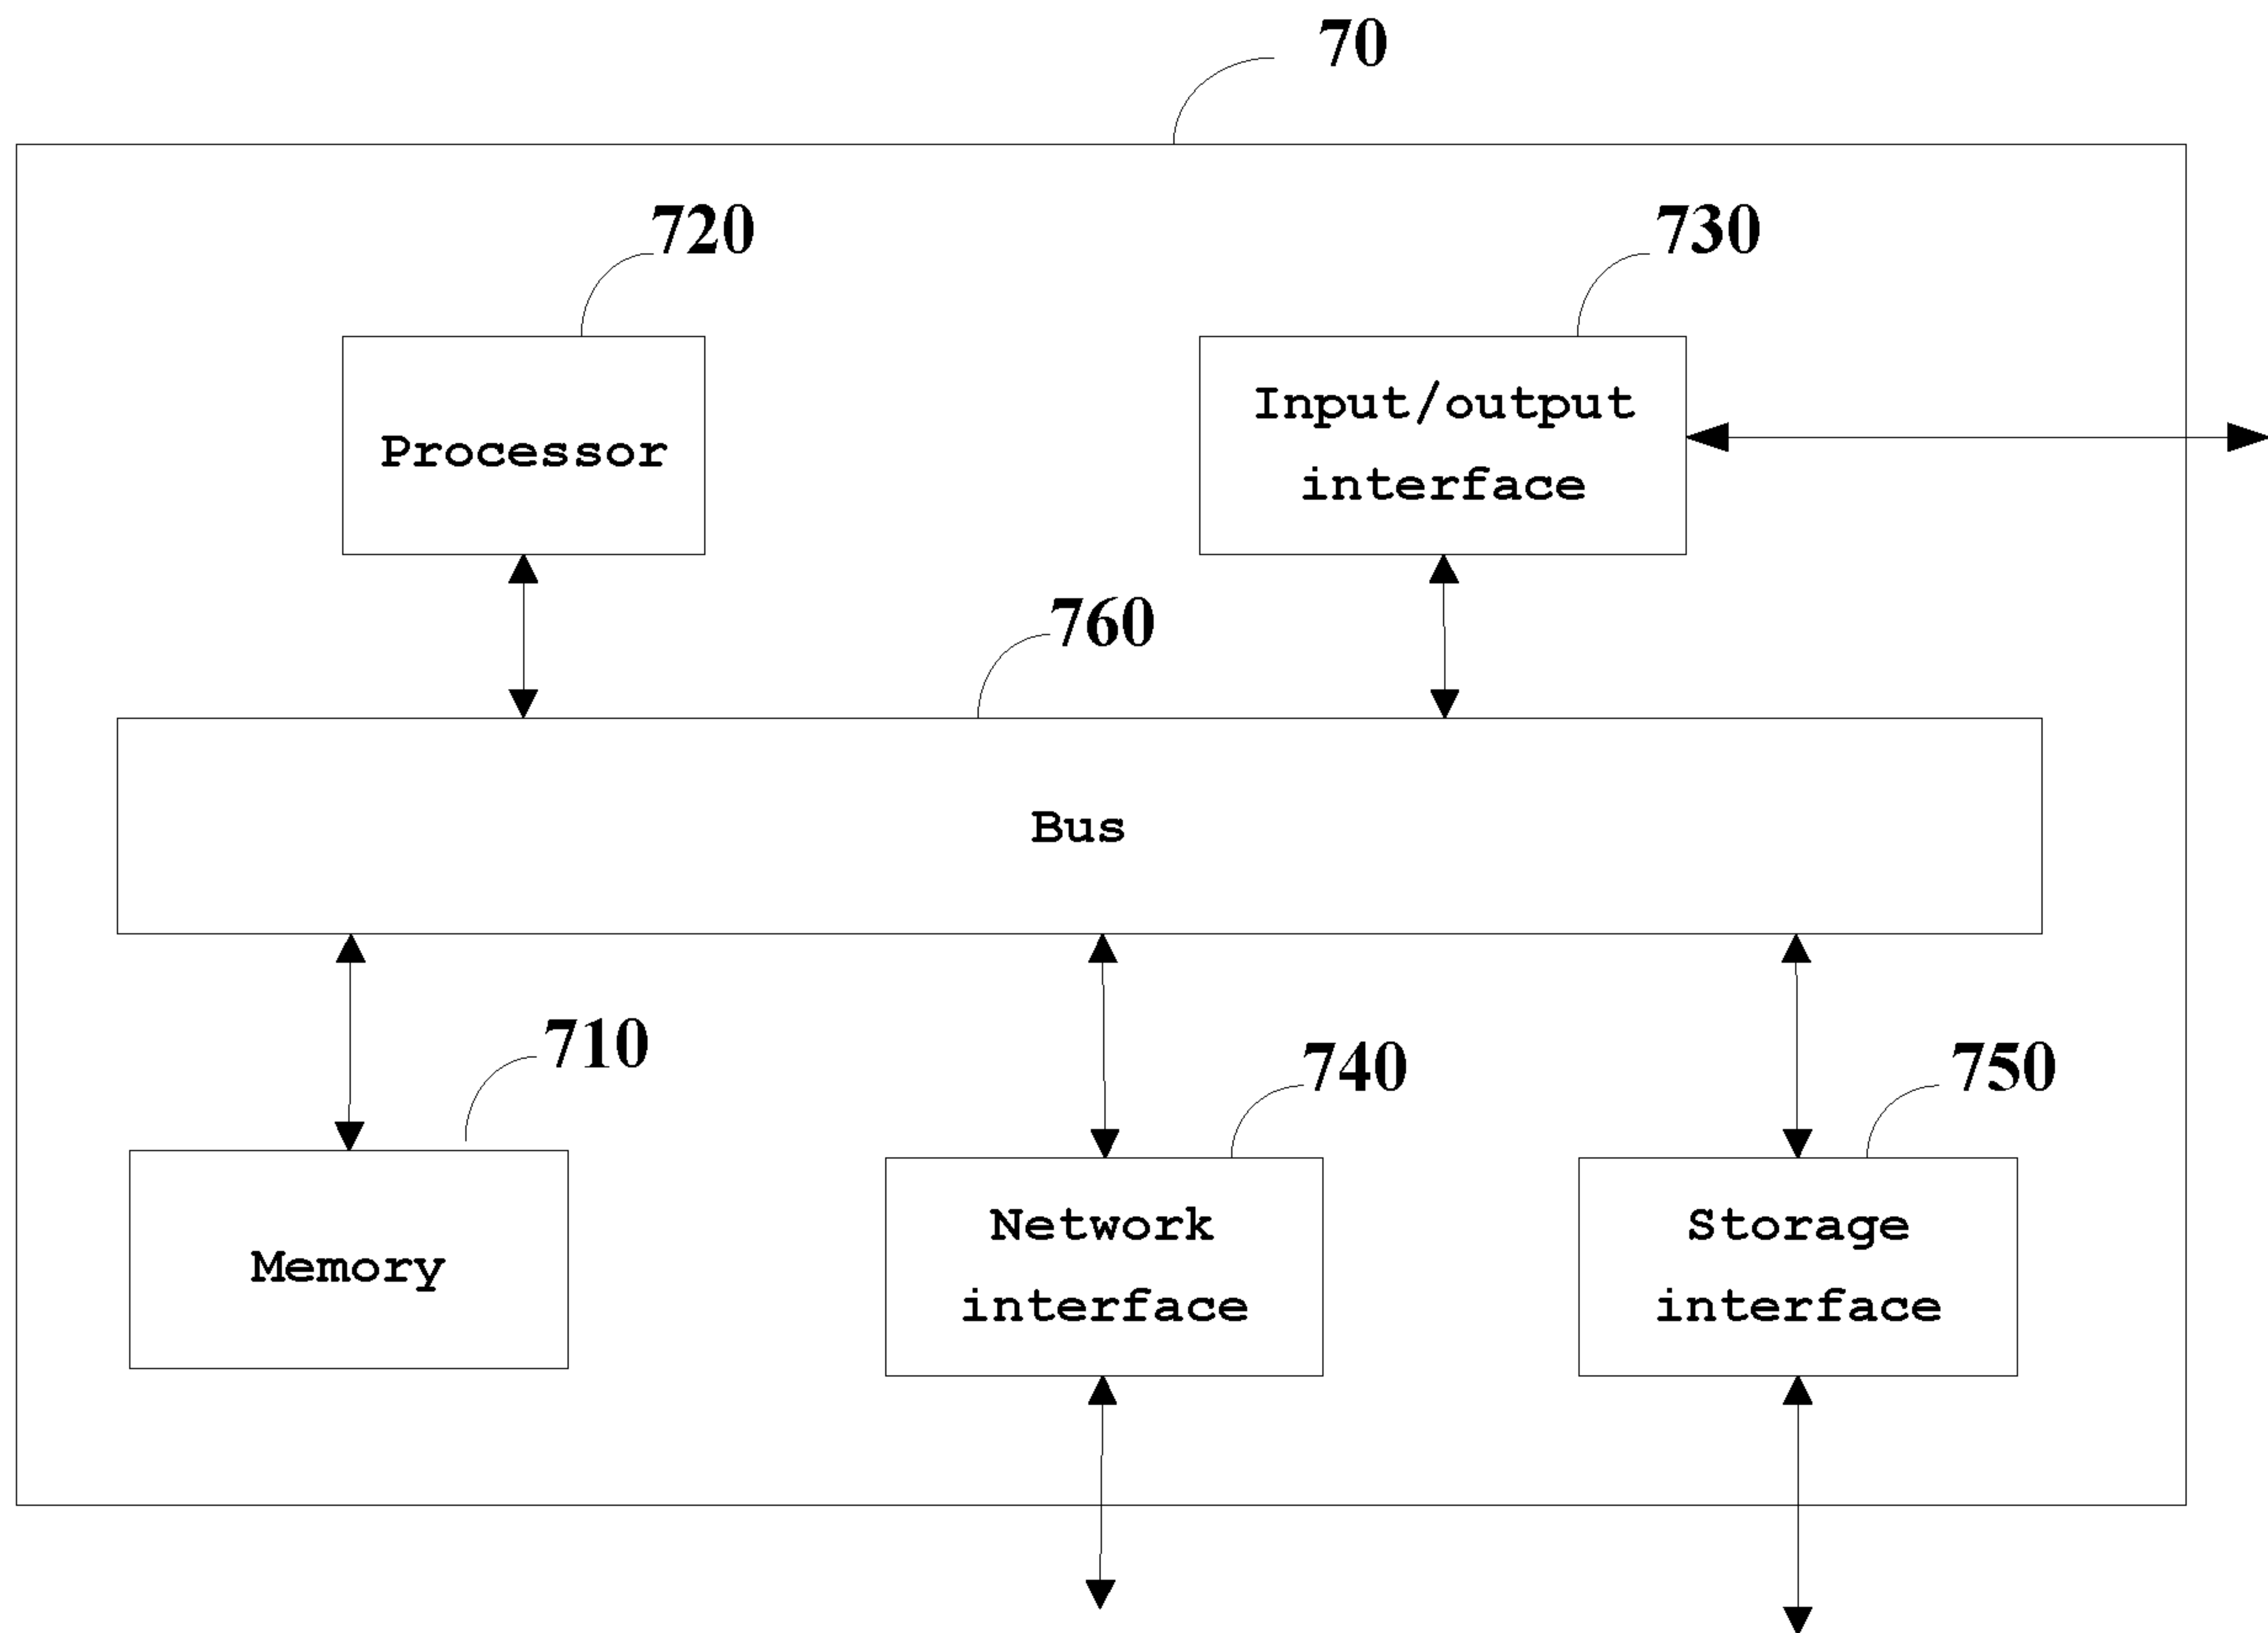 70
720
730
Processor
Input/output
interface
760
Bus
710
740
750
Memory
Network
interface
Storage
interface